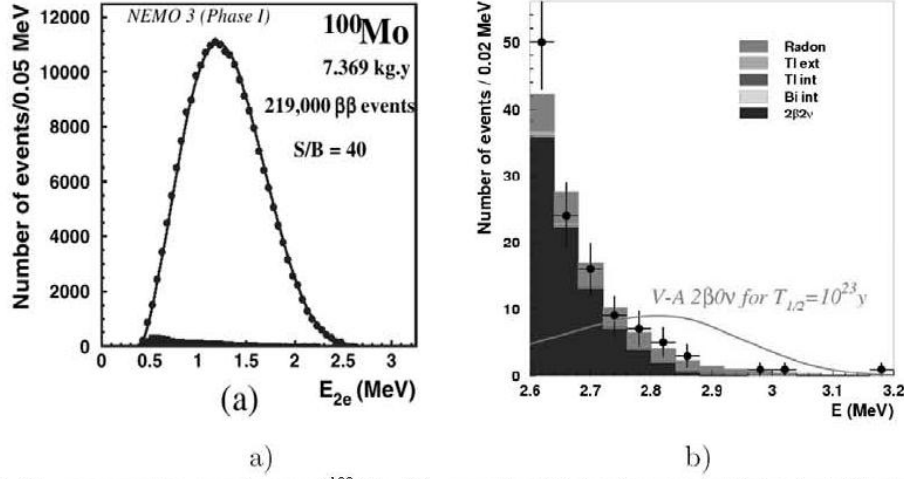 NEMO 3 (Phase I)
¹⁰⁰Mo
7.369 kg.y
219,000 ββ events
S/B = 40
Number of events/0.05 MeV
12000
10000
8000
6000
4000
2000
0
0 0.5 1 1.5 2 2.5 3
E₂ₑ (MeV)
(a)
a)
Number of events / 0.02 MeV
50
40
30
20
10
0
Radon
Tl ext
Tl int
Bi int
2β2ν
V-A 2β0ν for T₁/₂=10²³y
2.6 2.7 2.8 2.9 3 3.1 3.2
E (MeV)
b)